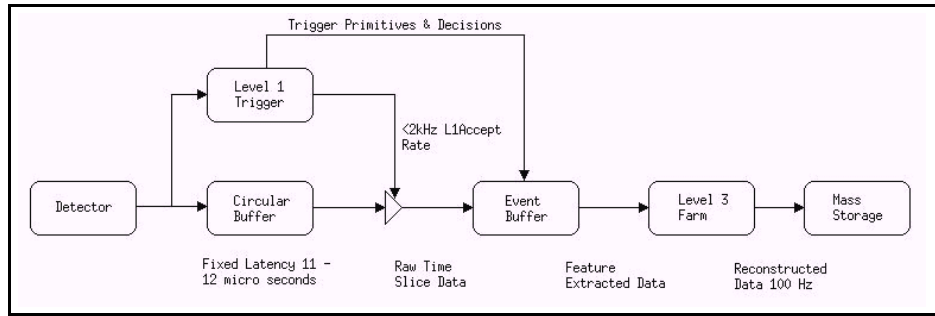 Trigger Primitives & Decisions
Level 1
Trigger
<2kHz L1Accept
Rate
Detector
Circular
Buffer
Event
Buffer
Level 3
Farm
Mass
Storage
Fixed Latency 11 -
12 micro seconds
Raw Time
Slice Data
Feature
Extracted Data
Reconstructed
Data 100 Hz